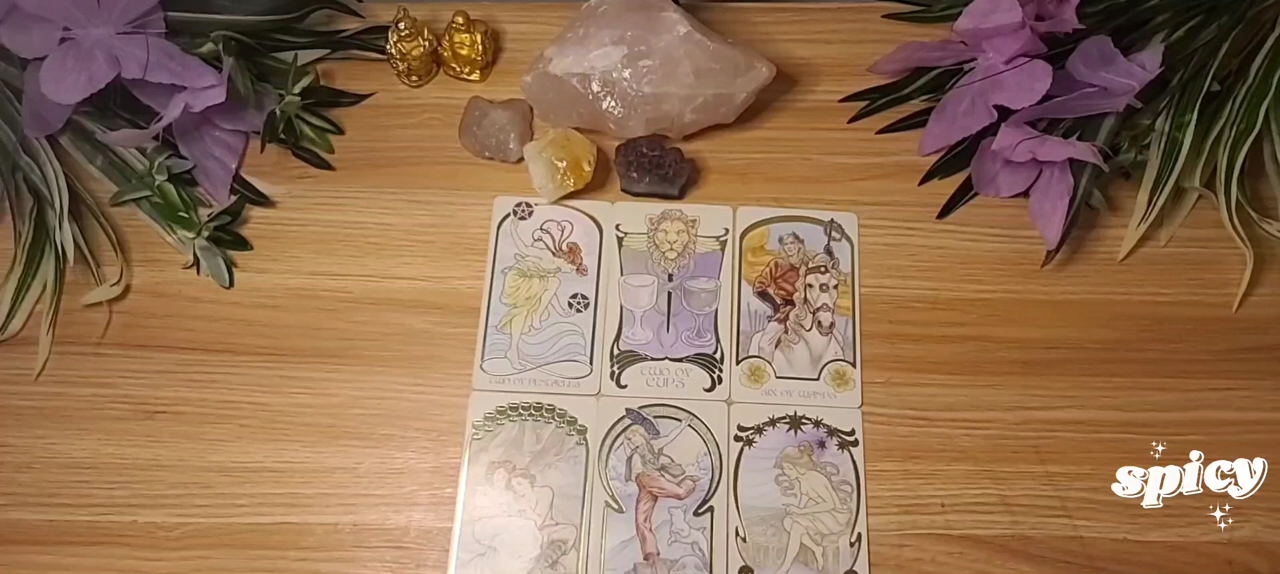 TWO OF PENTACLES
TWO OF
CUPS
SIX OF WANDS
spicy